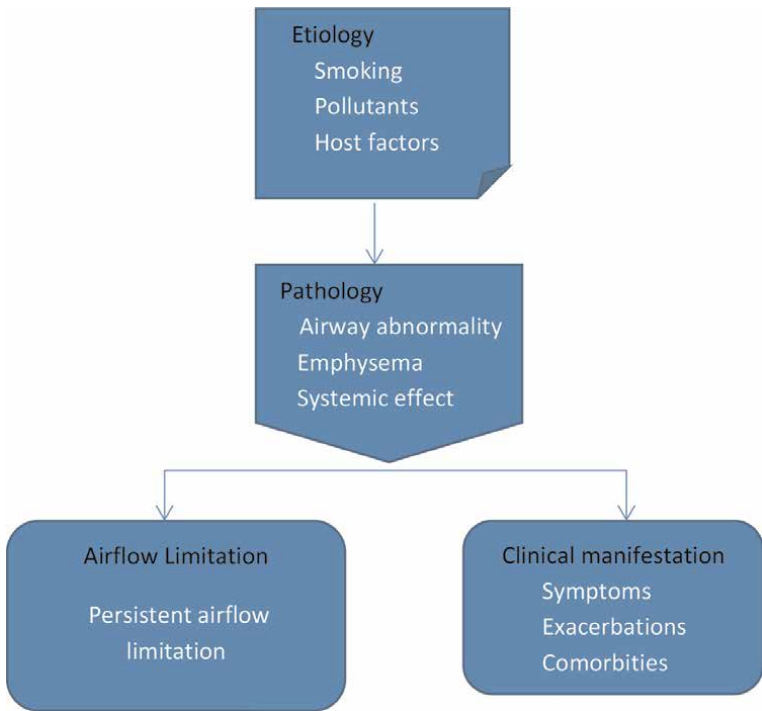 Etiology
Smoking
Pollutants
Host factors
Pathology
Airway abnormality
Emphysema
Systemic effect
Airflow Limitation
Persistent airflow
limitation
Clinical manifestation
Symptoms
Exacerbations
Comorbities